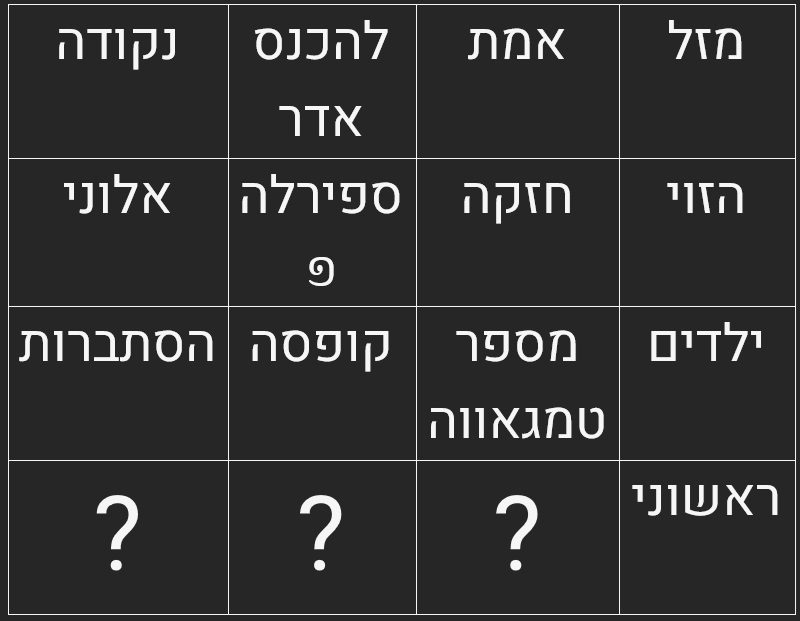 מזל
אמת
להכנס
אדר
נקודה
הזוי
חזקה
ספירלה
פ
אלוני
ילדים
מספר
טמגאווה
קופסה
הסתברות
ראשוני
?
?
?